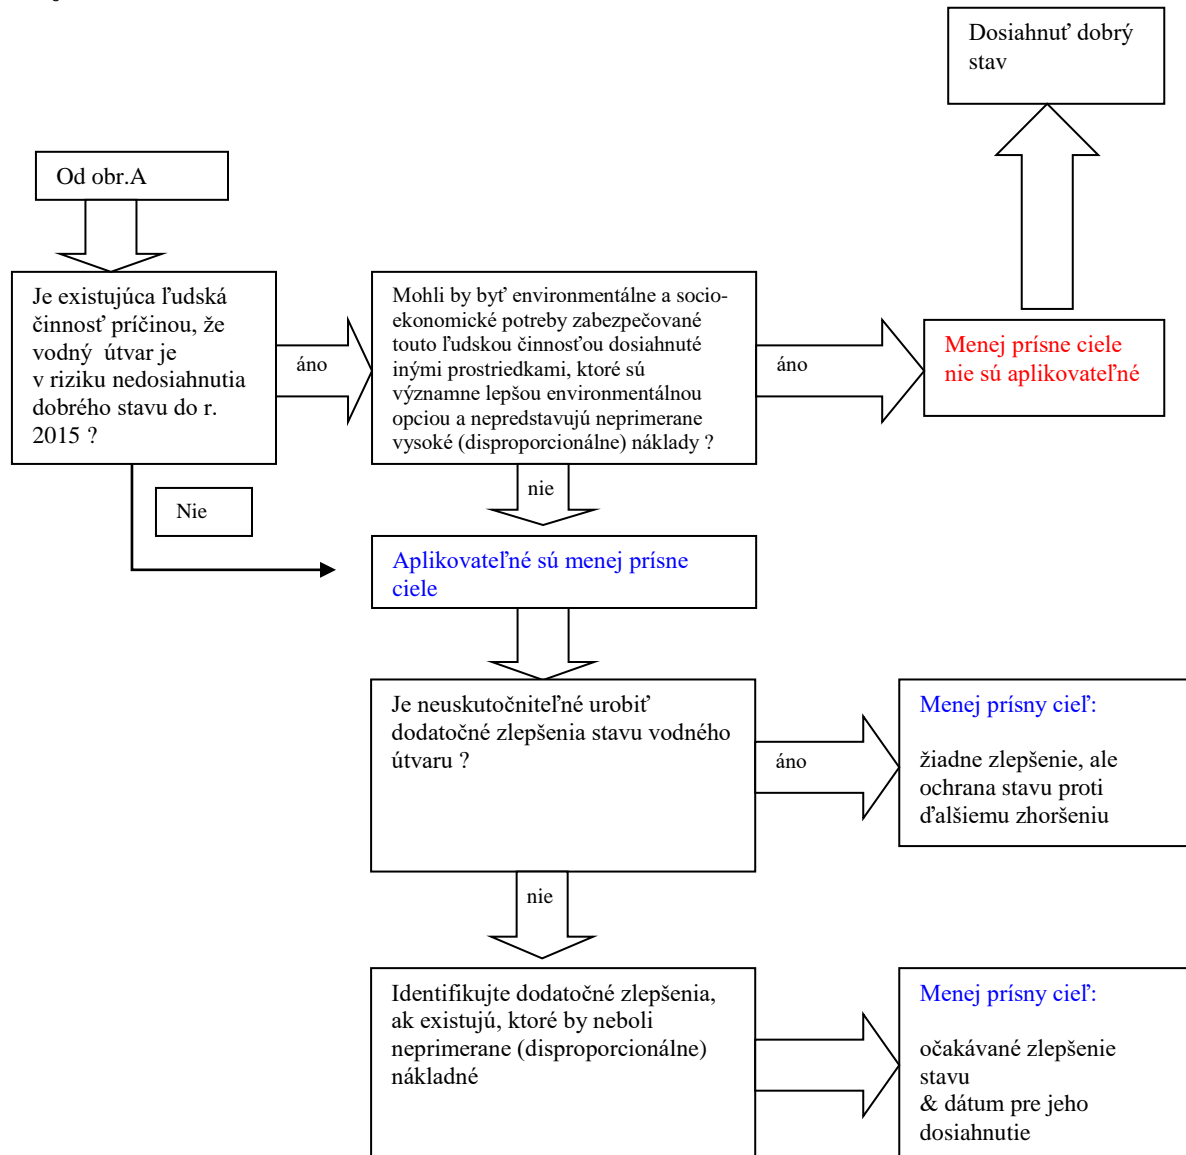 Dosiahnuť dobrý
stav
Od obr.A
Je existujúca ľudská
činnosť príčinou, že
vodný útvar je
v riziku nedosiahnutia
dobrého stavu do r.
2015 ?
áno
Mohli by byť environmentálne a socio-
ekonomické potreby zabezpečované
touto ľudskou činnosťou dosiahnuté
inými prostriedkami, ktoré sú
významne lepšou environmentálnou
opciou a nepredstavujú neprimerane
vysoké (disproporcionálne) náklady ?
áno
Menej prísne ciele
nie sú aplikovateľné
nie
Nie
Aplikovateľné sú menej prísne
ciele
Je neuskutočniteľné urobiť
dodatočné zlepšenia stavu vodného
útvaru ?
áno
Menej prísny cieľ:
žiadne zlepšenie, ale
ochrana stavu proti
ďalšiemu zhoršeniu
nie
Identifikujte dodatočné zlepšenia,
ak existujú, ktoré by neboli
neprimerane (disproporcionálne)
nákladné
Menej prísny cieľ:
očakávané zlepšenie
stavu
& dátum pre jeho
dosiahnutie